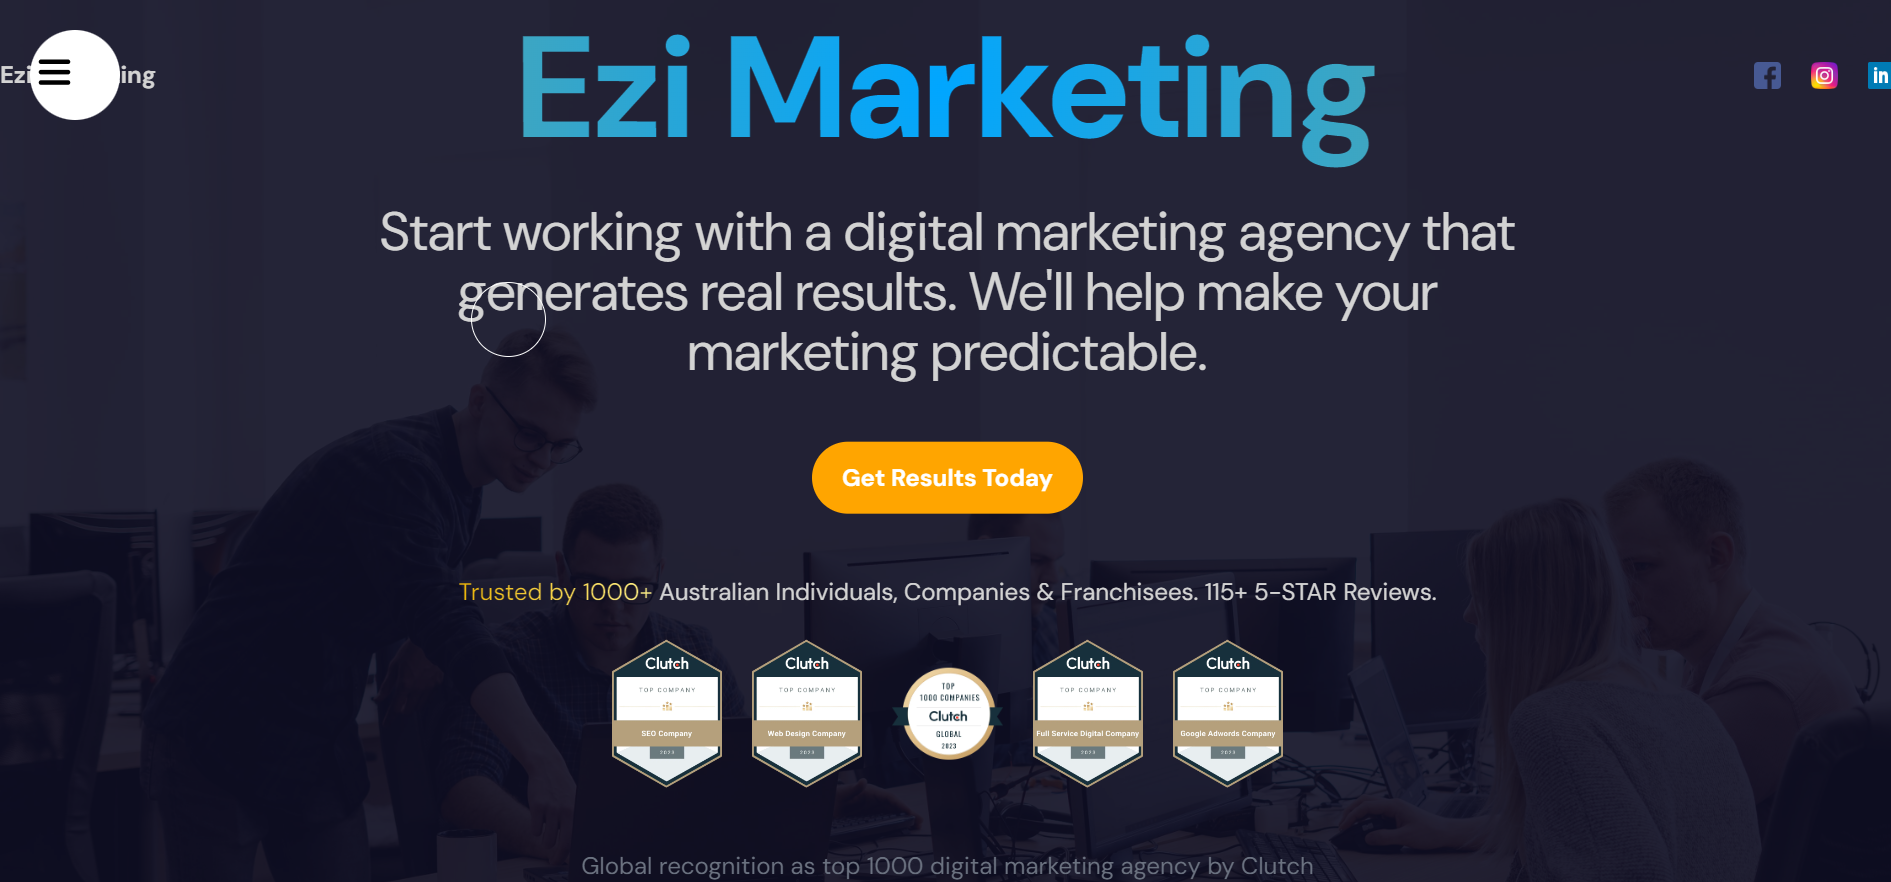 Ezi ing
Ezi Marketing
in
Start working with a digital marketing agency that
generates real results. We'll help make your
marketing predictable.
Get Results Today
Trusted by 1000+ Australian Individuals, Companies & Franchisees. 115+ 5-STAR Reviews.
Clutch
TOP COMPANY
SEO Company
2023
Clutch
TOP COMPANY
Web Design Company
2023
TOP
1000 COMPANIES
Clutch
GLOBAL
2023
Clutch
TOP COMPANY
Full Service Digital Company
2023
Clutch
TOP COMPANY
Google Adwords Company
2023
Global recognition as top 1000 digital marketing agency by Clutch